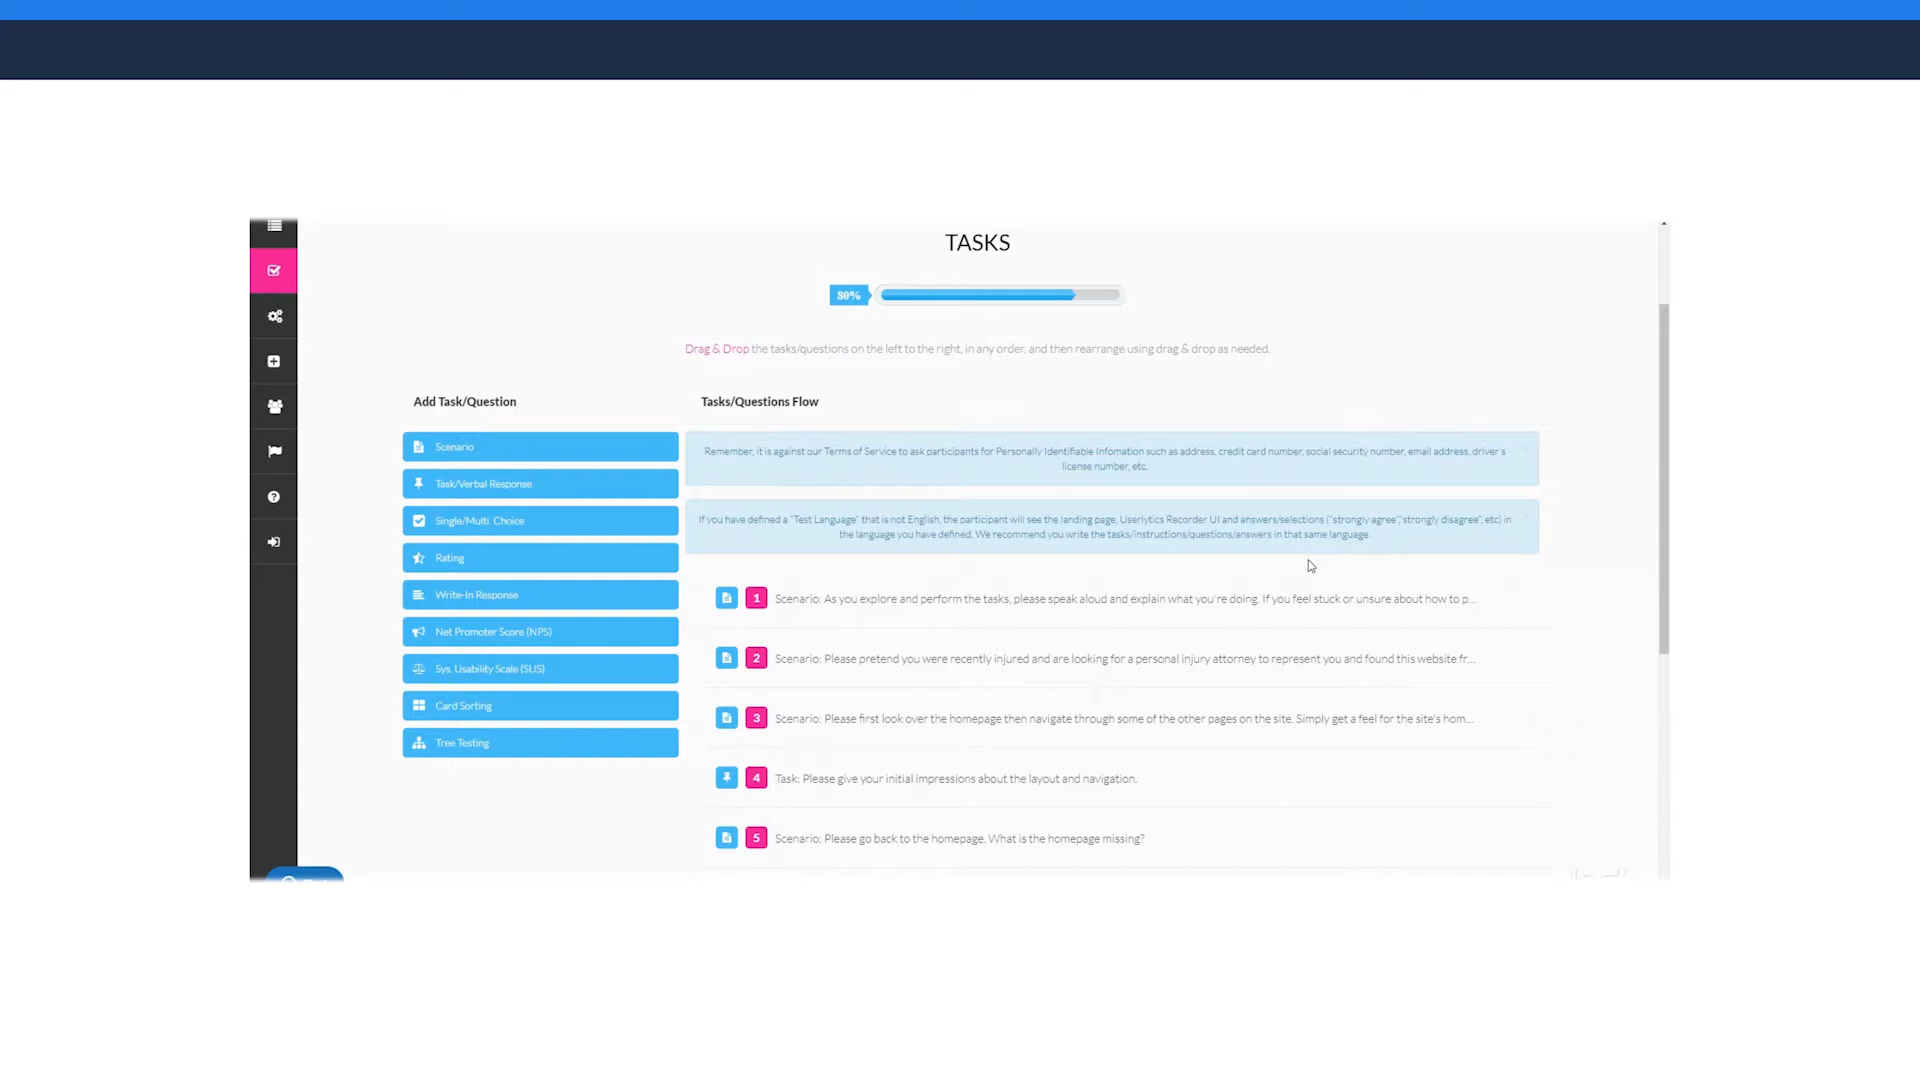 TASKS
80%
Drag & Drop the tasks/questions on the left to the right, in any order, and then rearrange using drag & drop as needed.
Add Task/Question
Tasks/Questions Flow
Scenario
Task/Verbal Response
Single/Multi. Choice
Rating
Write-In Response
Net Promoter Score (NPS)
Sys. Usability Scale (SUS)
Card Sorting
Tree Testing
Remember, it is against our Terms of Service to ask participants for Personally Identifiable Infomation such as address, credit card number, social security number, email address, driver's
license number, etc.
If you have defined a "Test Language" that is not English, the participant will see the landing page, Userlytics Recorder UI and answers/selections ("strongly agree","strongly disagree", etc) in
the language you have defined. We recommend you write the tasks/instructions/questions/answers in that same language.
1 Scenario: As you explore and perform the tasks, please speak aloud and explain what you're doing. If you feel stuck or unsure about how to p...
2 Scenario: Please pretend you were recently injured and are looking for a personal injury attorney to represent you and found this website fr...
3 Scenario: Please first look over the homepage then navigate through some of the other pages on the site. Simply get a feel for the site's hom...
4 Task: Please give your initial impressions about the layout and navigation.
5 Scenario: Please go back to the homepage. What is the homepage missing?